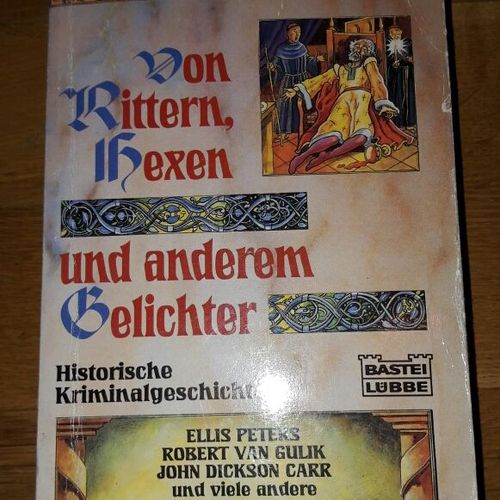 Von
Rittern,
Hexen
und anderem
Gelichter
Historische
Kriminalgeschicht
BASTEI
LÜBBE
ELLIS PETERS
ROBERT VAN GULIK
JOHN DICKSON CARR
und viele andere